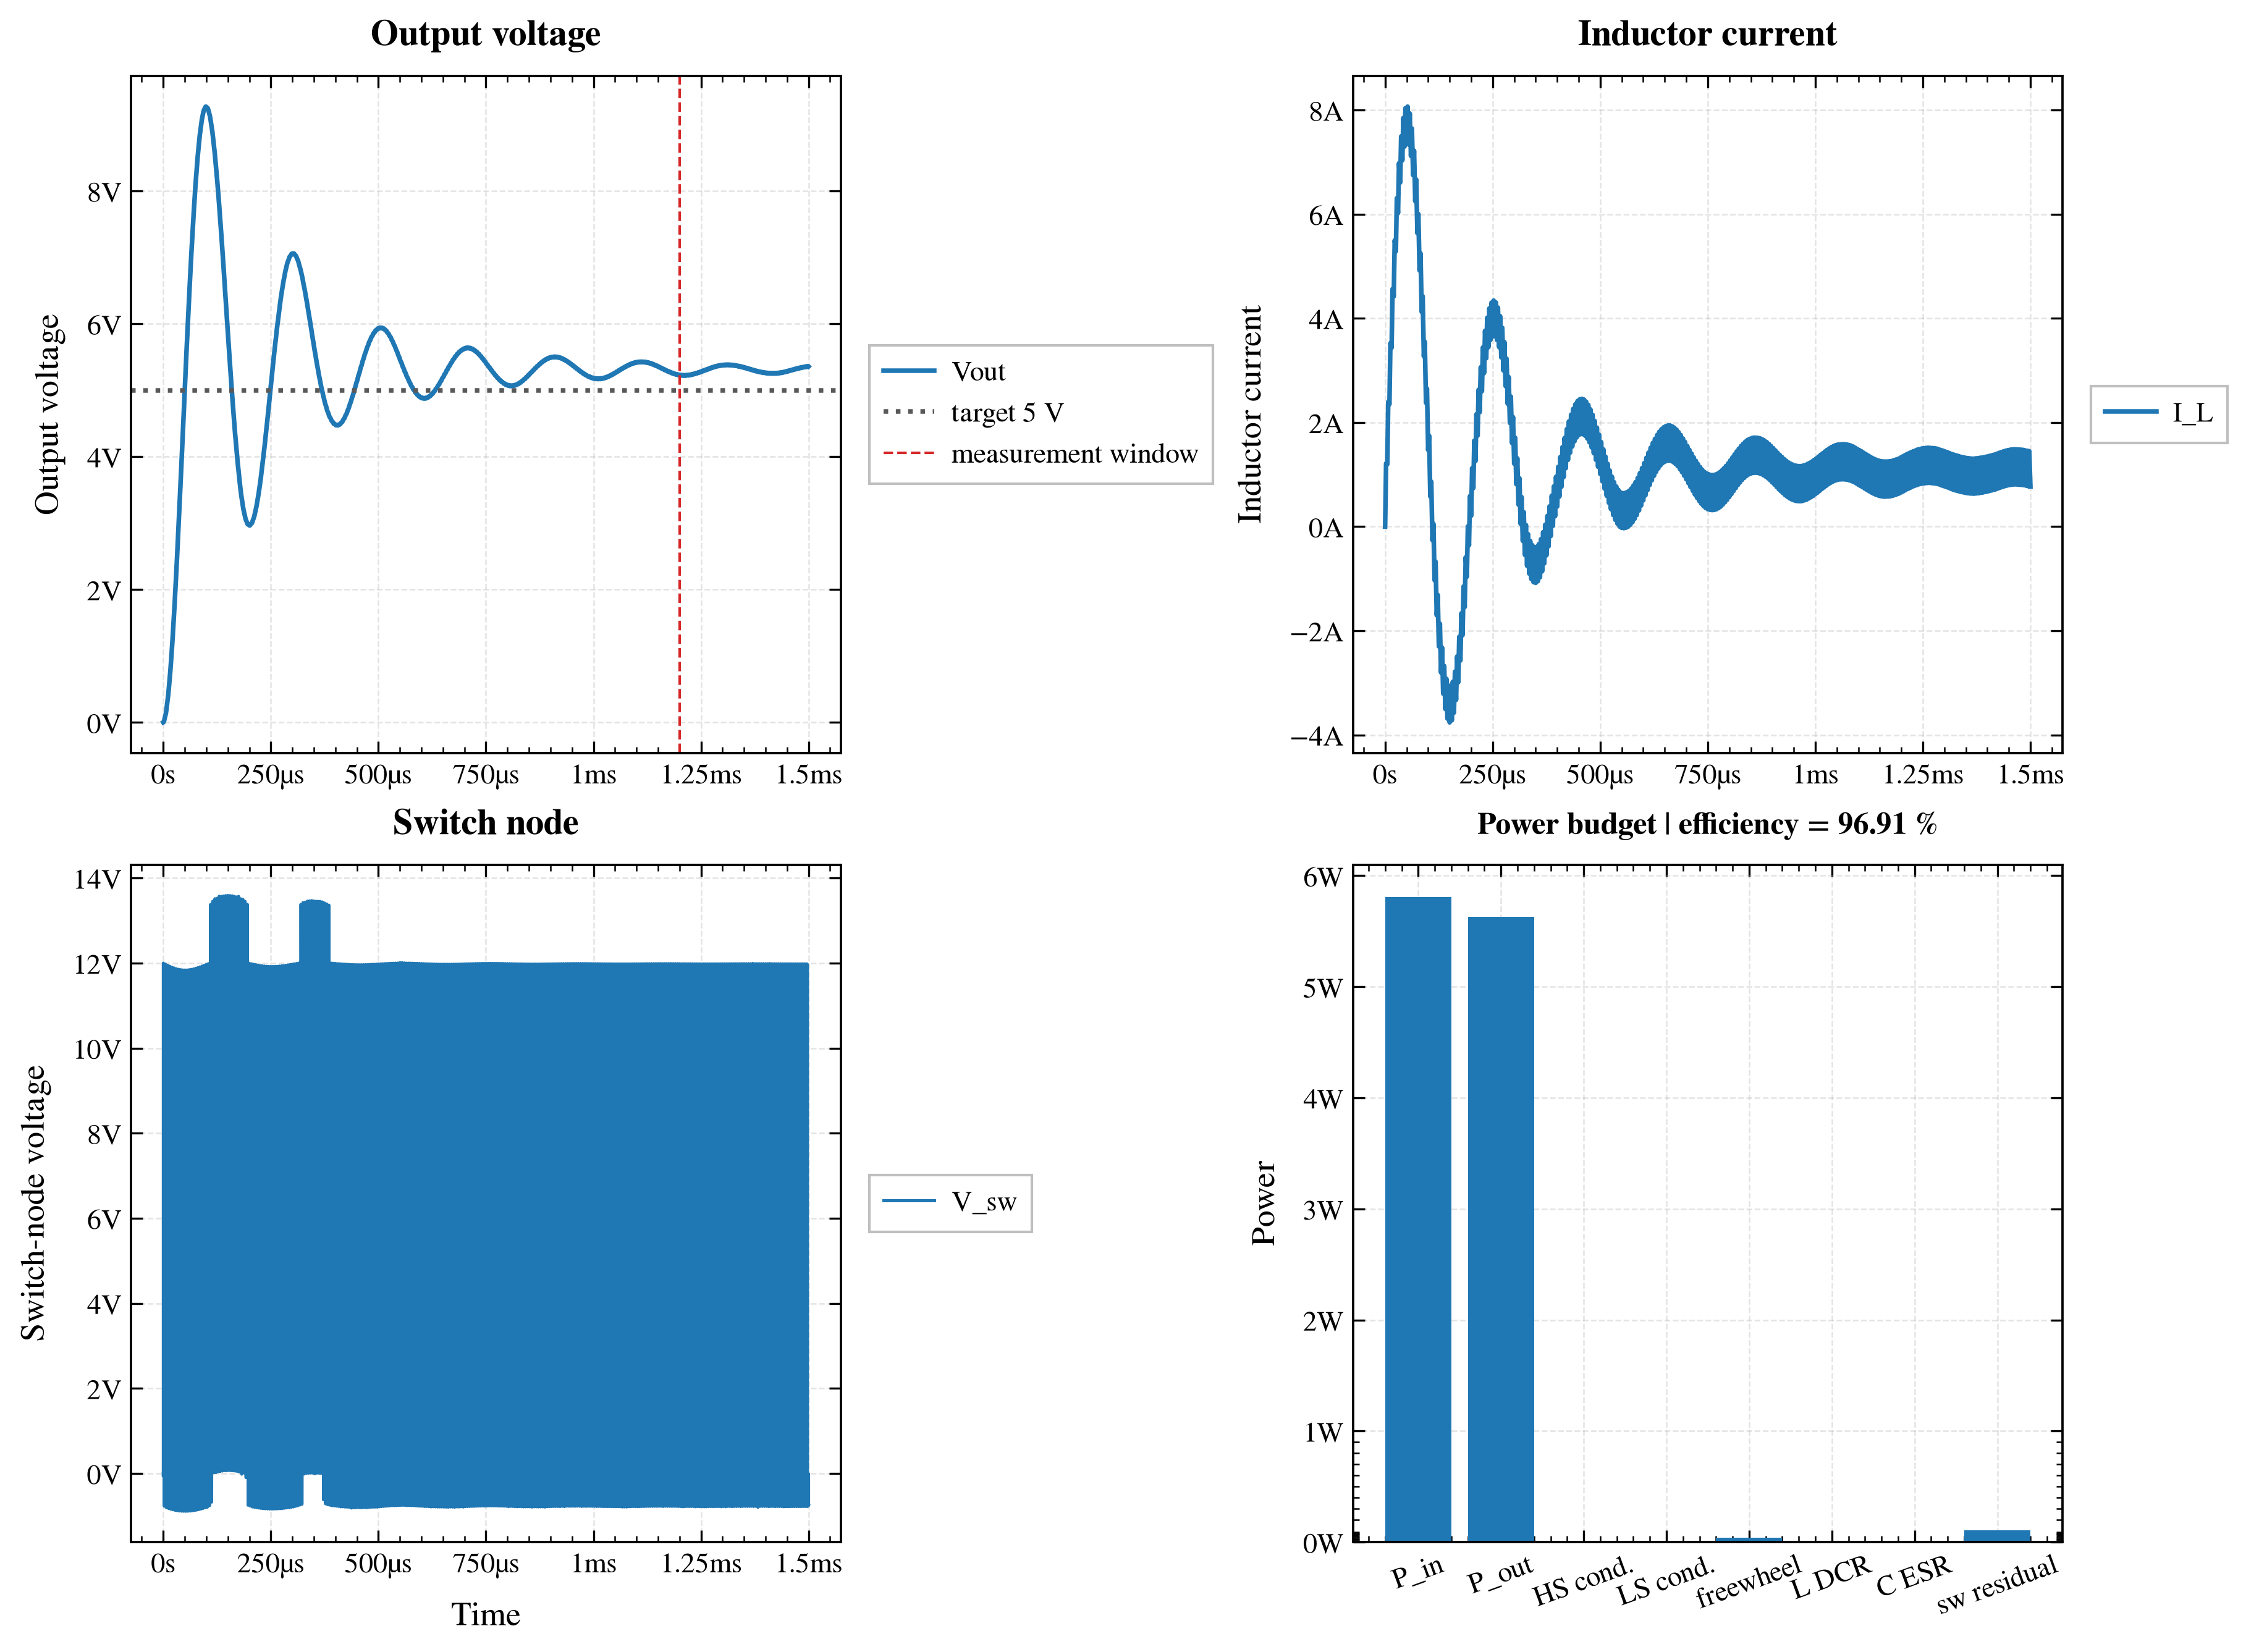 Output voltage
Output voltage
8V
6V
4V
2V
0V
0s
250µs
500µs
750µs
1ms
1.25ms
1.5ms
Vout
target 5 V
measurement window
Inductor current
Inductor current
8A
6A
4A
2A
0A
−2A
−4A
0s
250µs
500µs
750µs
1ms
1.25ms
1.5ms
I_L
Switch node
Switch-node voltage
14V
12V
10V
8V
6V
4V
2V
0V
0s
250µs
500µs
750µs
1ms
1.25ms
1.5ms
Time
V_sw
Power budget | efficiency = 96.91 %
Power
6W
5W
4W
3W
2W
1W
0W
P_in
P_out
HS cond.
LS cond.
freewheel
L DCR
C ESR
sw residual